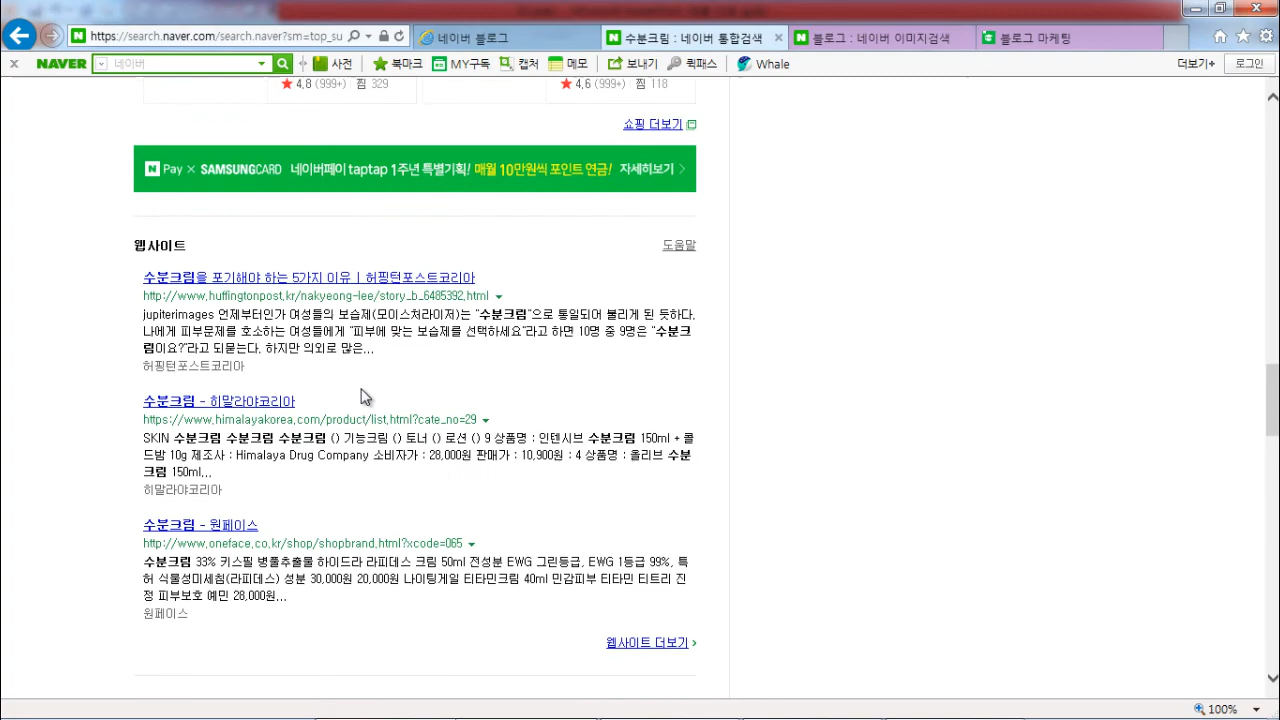 https://search.naver.com/search.naver?sm=top_su
네이버 블로그
수분크림 : 네이버 통합검색
블로그 : 네이버 이미지검색
블로그 마케팅
NAVER 네이버 사전 북마크 MY구독 캡처 메모 보내기 퀵패스 Whale 더보기+ 로그인
4.8 (999+) 찜 329
4.6 (999+) 찜 118
쇼핑 더보기
N Pay × SAMSUNGCARD 네이버페이 taptap 1주년 특별기획! 매월 10만원씩 포인트 연금! 자세히보기
웹사이트 도움말
수분크림을 포기해야 하는 5가지 이유 | 허핑턴포스트코리아
http://www.huffingtonpost.kr/nakyeong-lee/story_b_6485392.html
jupiterimages 언제부터인가 여성들의 보습제(모이스처라이저)는 "수분크림"으로 통일되어 불리게 된 듯하다.
나에게 피부문제를 호소하는 여성들에게 "피부에 맞는 보습제를 선택하세요"라고 하면 10명 중 9명은 "수분크
림이요?"라고 되묻는다. 하지만 의외로 많은...
허핑턴포스트코리아
수분크림 - 히말라야코리아
https://www.himalayakorea.com/product/list.html?cate_no=29
SKIN 수분크림 수분크림 수분크림 () 기능크림 () 토너 () 로션 () 9 상품명 : 인텐시브 수분크림 150ml + 콜
드밤 10g 제조사 : Himalaya Drug Company 소비자가 : 28,000원 판매가 : 10,900원 : 4 상품명 : 올리브 수분
크림 150ml...
히말라야코리아
수분크림 - 원페이스
http://www.oneface.co.kr/shop/shopbrand.html?xcode=065
수분크림 33% 키스필 병풀추출물 하이드라 라피데스 크림 50ml 전성분 EWG 그린등급, EWG 1등급 99%, 특
허 식물성미세침(라피데스) 성분 30,000원 20,000원 나이팅게일 티타민크림 40ml 민감피부 티타민 티트리 진
정 피부보호 예민 28,000원...
원페이스
웹사이트 더보기
100%